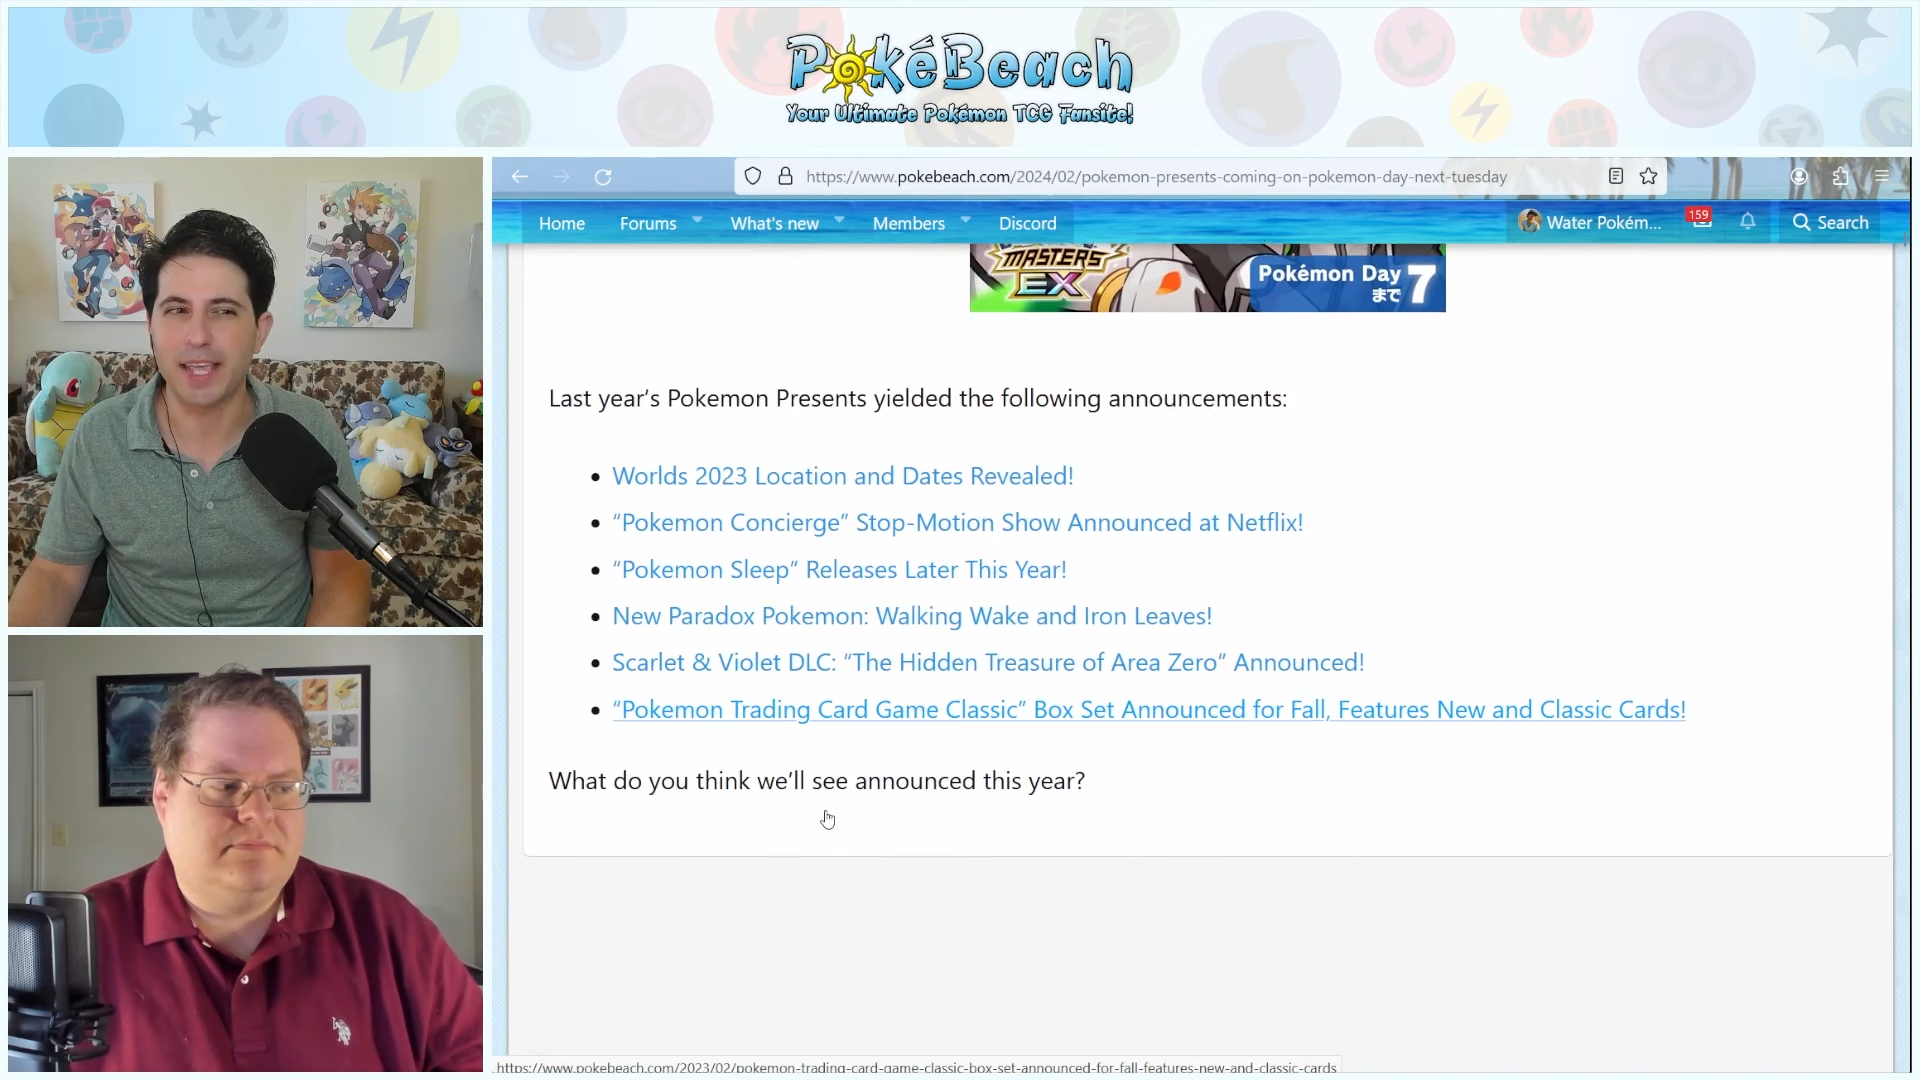 PokéBeach
Your Ultimate Pokémon TCG Fansite!
https://www.pokebeach.com/2024/02/pokemon-presents-coming-on-pokemon-day-next-tuesday
Home Forums What's new Members Discord Water Pokém... 159 Search
MASTERS
EX
Pokémon Day
まで 7
Last year's Pokemon Presents yielded the following announcements:
• Worlds 2023 Location and Dates Revealed!
• “Pokemon Concierge” Stop-Motion Show Announced at Netflix!
• “Pokemon Sleep” Releases Later This Year!
• New Paradox Pokemon: Walking Wake and Iron Leaves!
• Scarlet & Violet DLC: “The Hidden Treasure of Area Zero” Announced!
• “Pokemon Trading Card Game Classic” Box Set Announced for Fall, Features New and Classic Cards!
What do you think we’ll see announced this year?
https://www.pokebeach.com/2023/02/pokemon-trading-card-game-classic-box-set-announced-for-fall-features-new-and-classic-cards